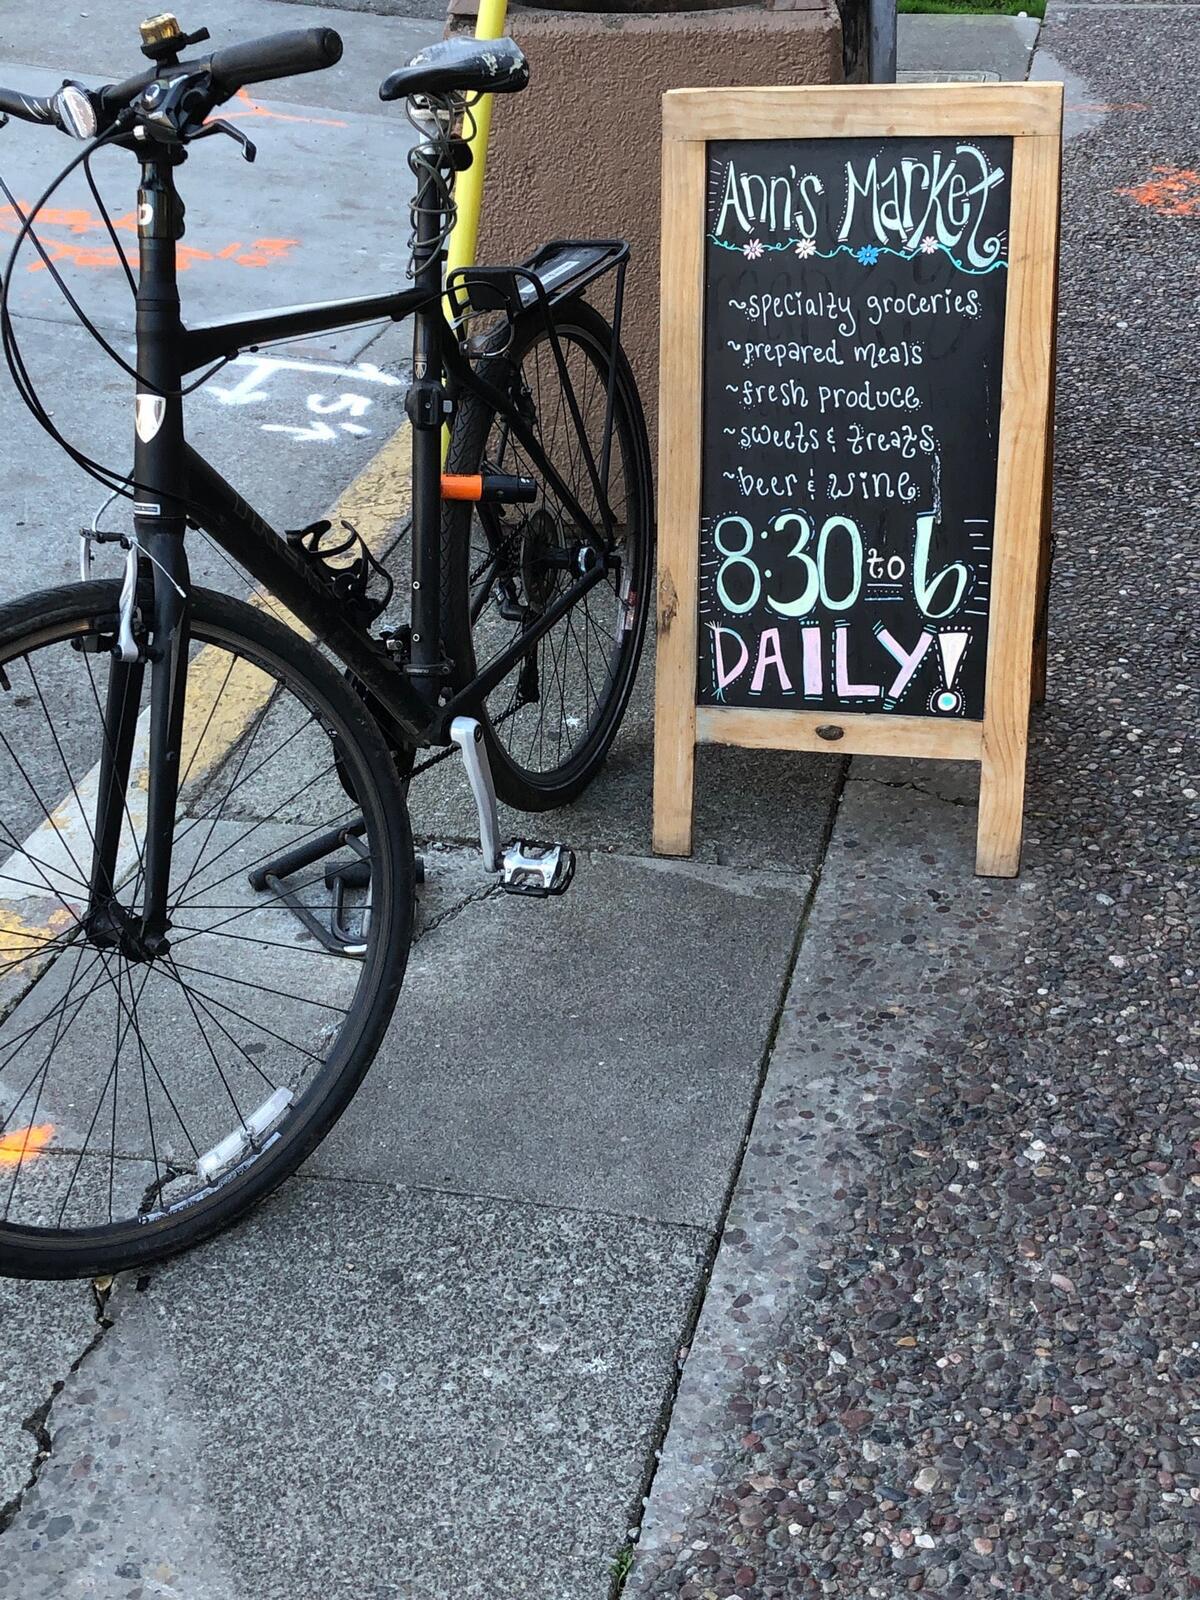 Ann's Market
~specialty groceries
~prepared meals
~fresh produce
~sweets & treats
~beer & wine
8:30 to 6
DAILY!